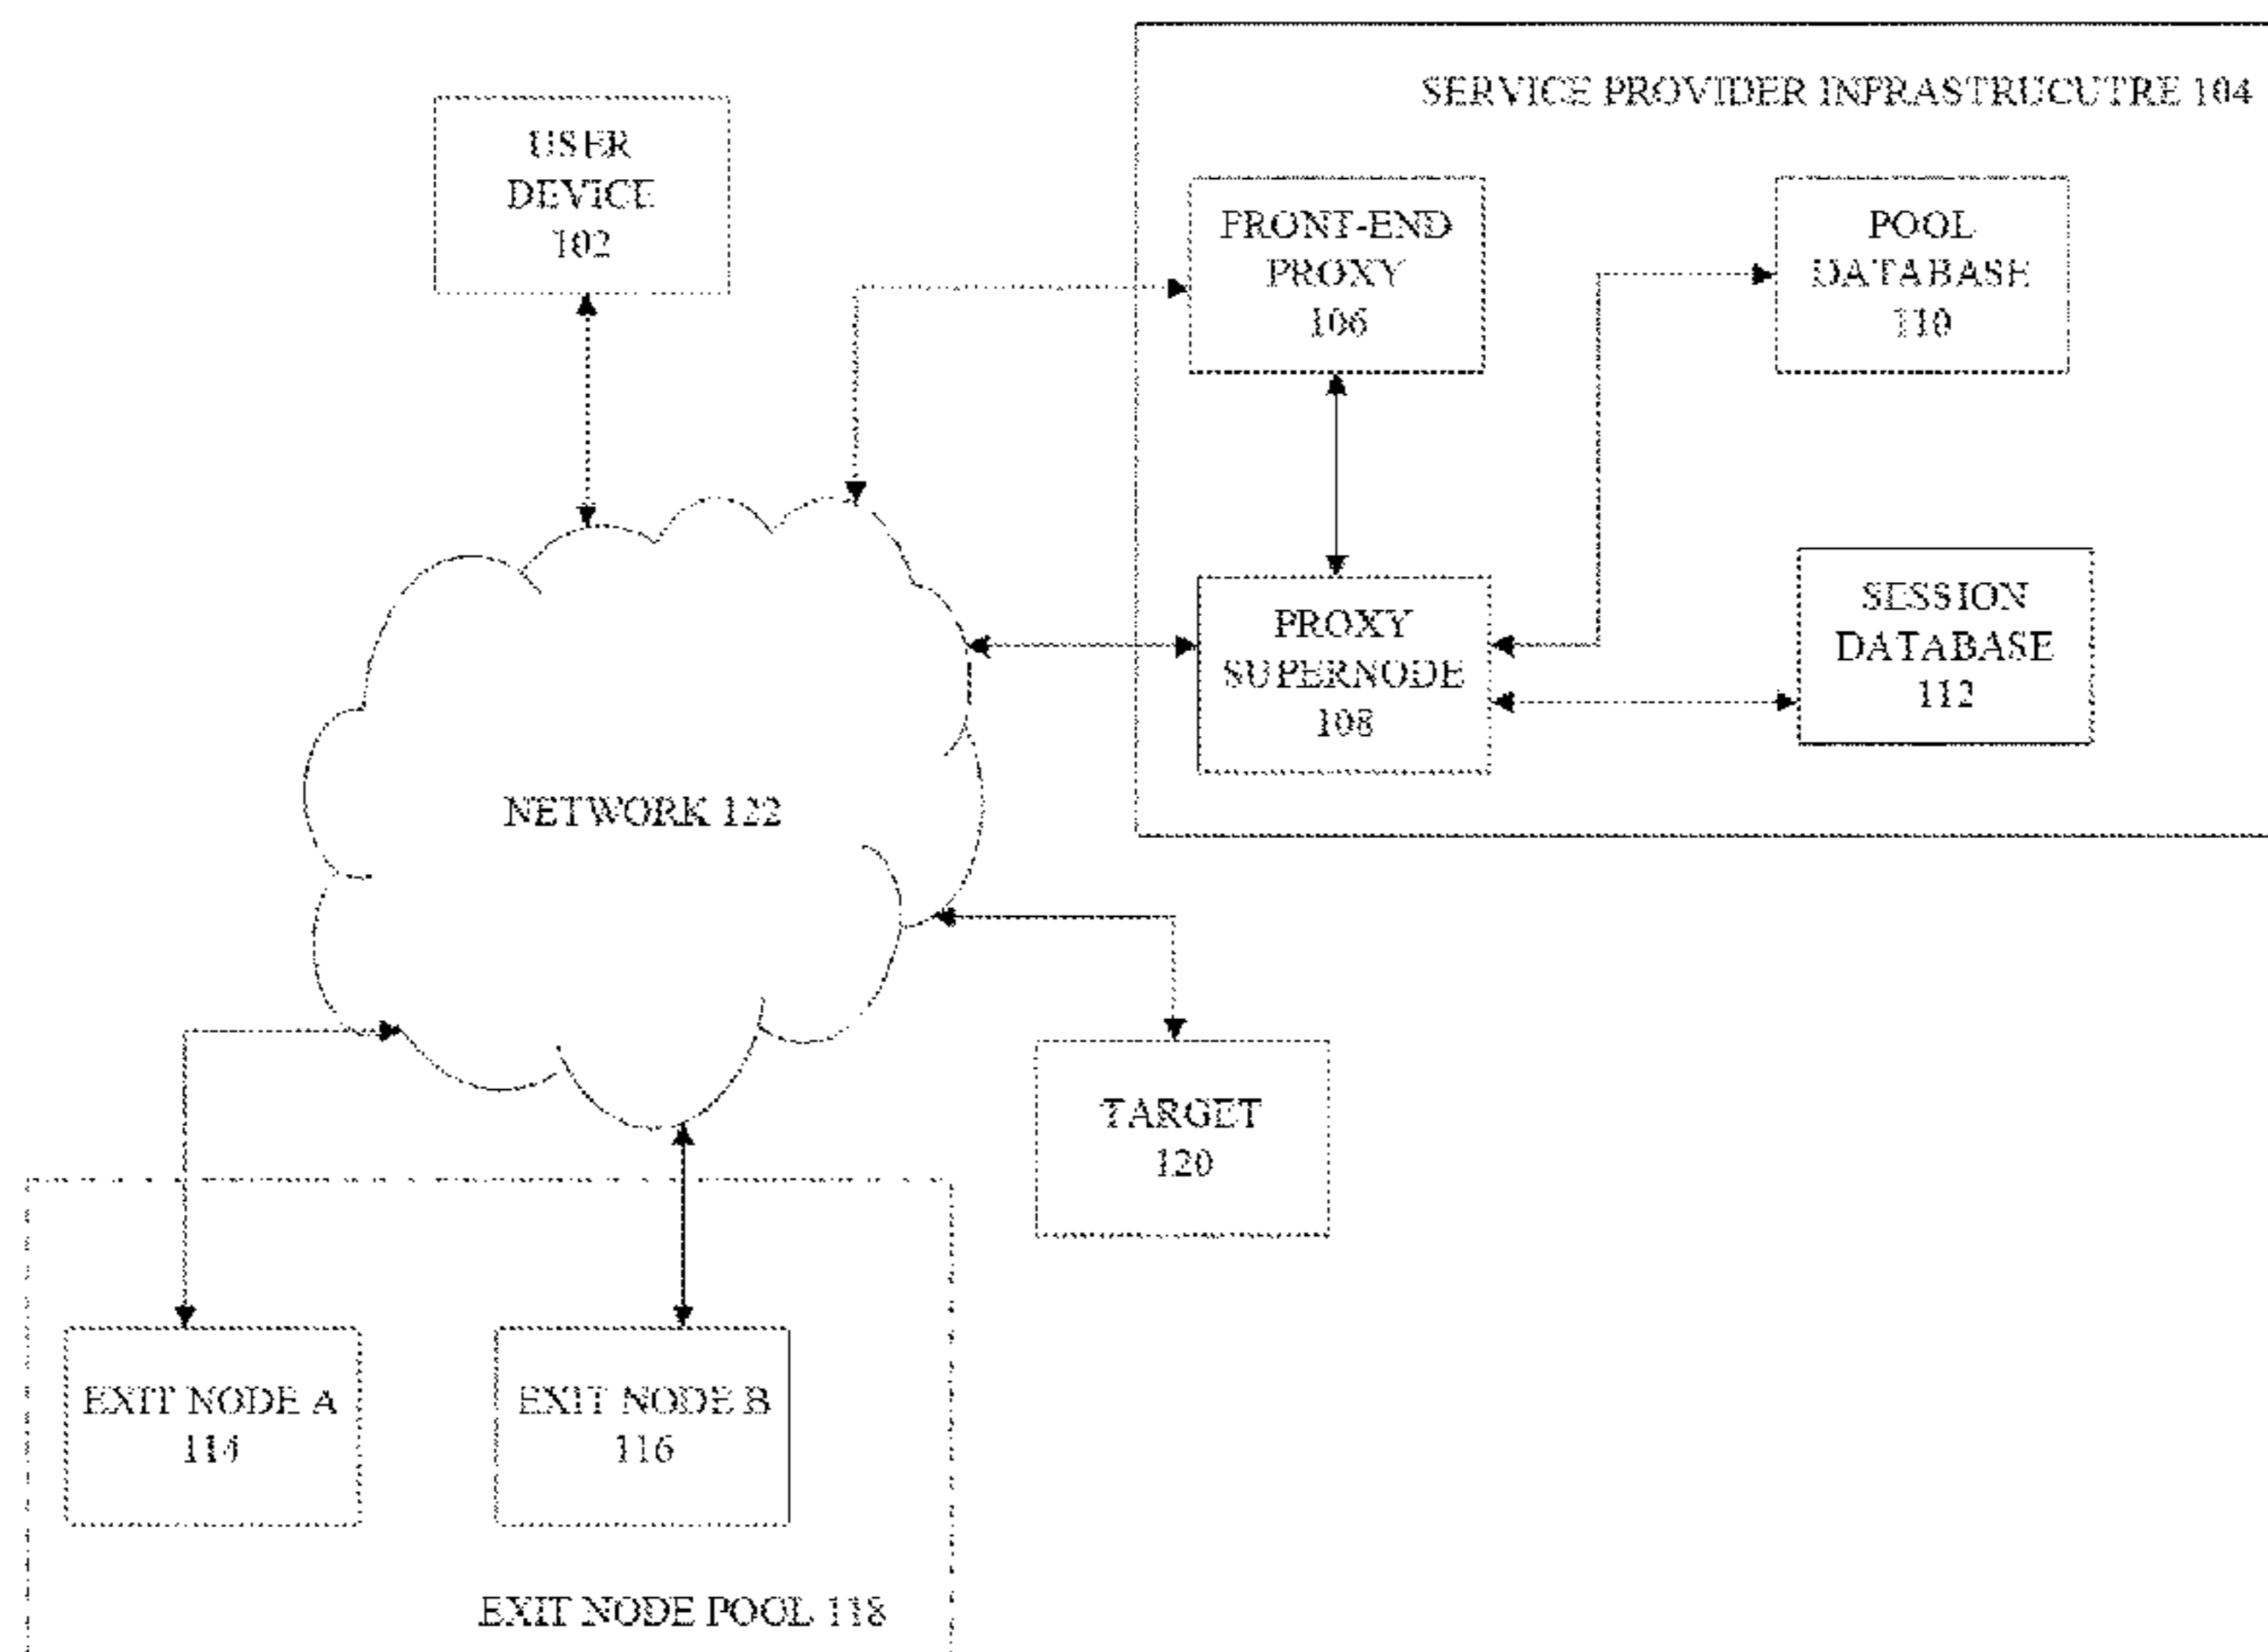 SERVICE PROVIDER INFRASTRUCUTRE 104
USER
DEVICE
102
FRONT-END
PROXY
106
POOL
DATABASE
110
PROXY
SUPERNODE
108
SESSION
DATABASE
112
NETWORK 122
TARGET
120
EXIT NODE A
114
EXIT NODE B
116
EXIT NODE POOL 118